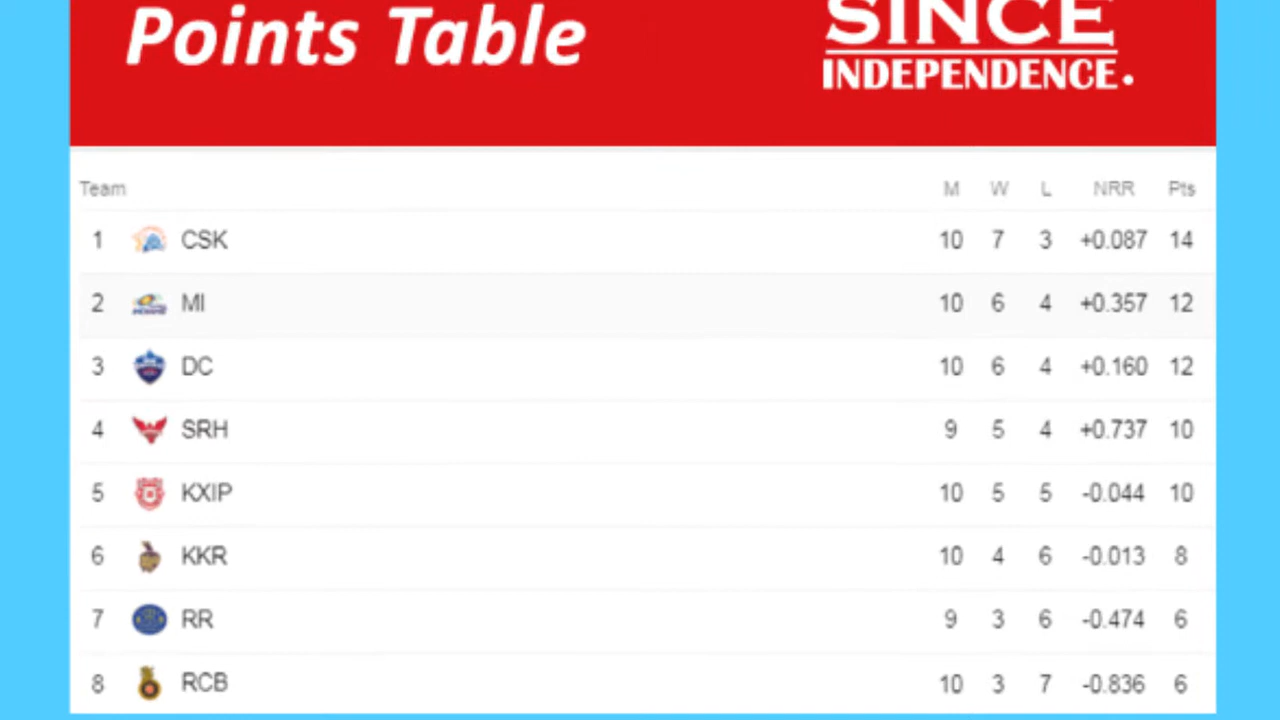 Points Table
SINCE
INDEPENDENCE.
Team M W L NRR Pts
1 CSK 10 7 3 +0.087 14
2 MI 10 6 4 +0.357 12
3 DC 10 6 4 +0.160 12
4 SRH 9 5 4 +0.737 10
5 KXIP 10 5 5 -0.044 10
6 KKR 10 4 6 -0.013 8
7 RR 9 3 6 -0.474 6
8 RCB 10 3 7 -0.836 6